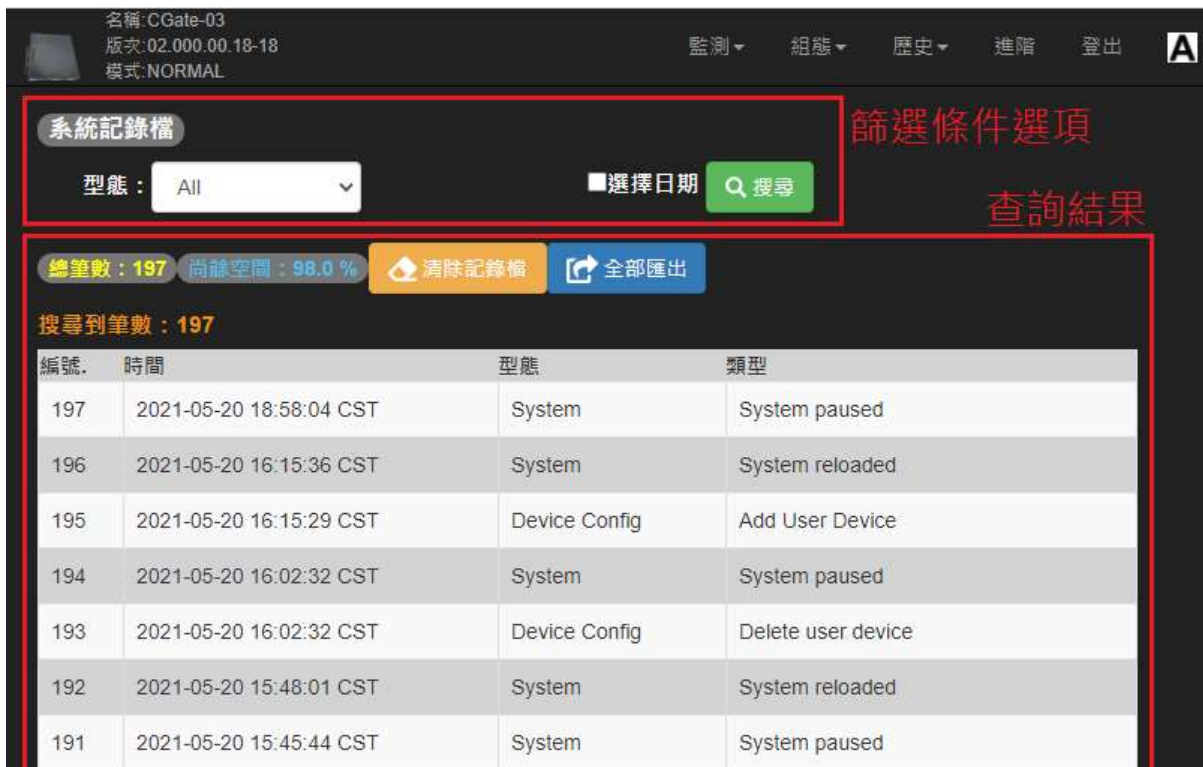 名稱:CGate-03
版次:02.000.00.18-18
模式:NORMAL
監測 組態 歷史 進階 登出 A
系統記錄檔
篩選條件選項
型態： All 選擇日期 搜尋
查詢結果
總筆數：197 尚餘空間：98.0 % 清除記錄檔 全部匯出
搜尋到筆數：197
編號. 時間 型態 類型
197 2021-05-20 18:58:04 CST System System paused
196 2021-05-20 16:15:36 CST System System reloaded
195 2021-05-20 16:15:29 CST Device Config Add User Device
194 2021-05-20 16:02:32 CST System System paused
193 2021-05-20 16:02:32 CST Device Config Delete user device
192 2021-05-20 15:48:01 CST System System reloaded
191 2021-05-20 15:45:44 CST System System paused